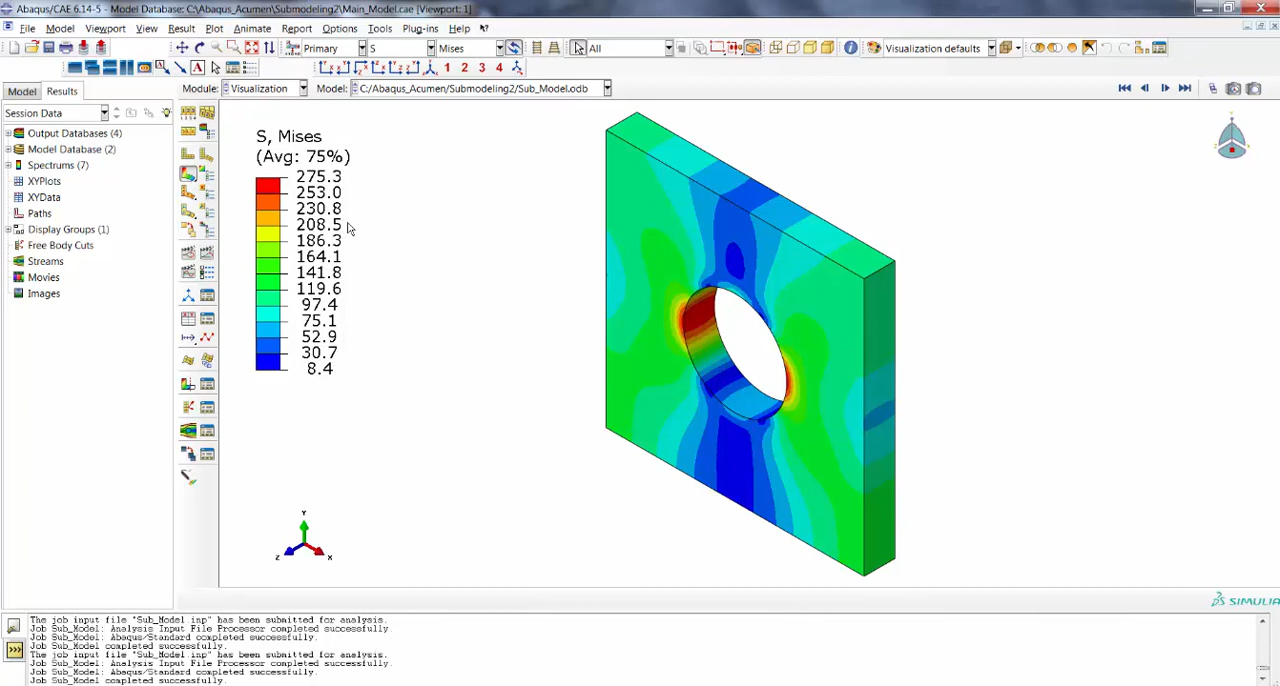 Abaqus/CAE 6.14-5 - Model Database: C:\Abaqus_Acumen\Submodeling2\Main_Model.cae [Viewport: 1]
File Model Viewport View Result Plot Animate Report Options Tools Plug-ins Help
Primary S Mises All Visualization defaults
1 2 3 4
Model Results Module: Visualization Model: C:/Abaqus_Acumen/Submodeling2/Sub_Model.odb
Session Data
Output Databases (4)
Model Database (2)
Spectrums (7)
XYPlots
XYData
Paths
Display Groups (1)
Free Body Cuts
Streams
Movies
Images
S, Mises
(Avg: 75%)
275.3
253.0
230.8
208.5
186.3
164.1
141.8
119.6
97.4
75.1
52.9
30.7
8.4
Y
Z X
SIMULIA
The job input file "Sub_Model.inp" has been submitted for analysis.
Job Sub_Model: Analysis Input File Processor completed successfully.
Job Sub_Model: Abaqus/Standard completed successfully.
Job Sub_Model completed successfully.
The job input file "Sub_Model.inp" has been submitted for analysis.
Job Sub_Model: Analysis Input File Processor completed successfully.
Job Sub_Model: Abaqus/Standard completed successfully.
Job Sub_Model completed successfully.